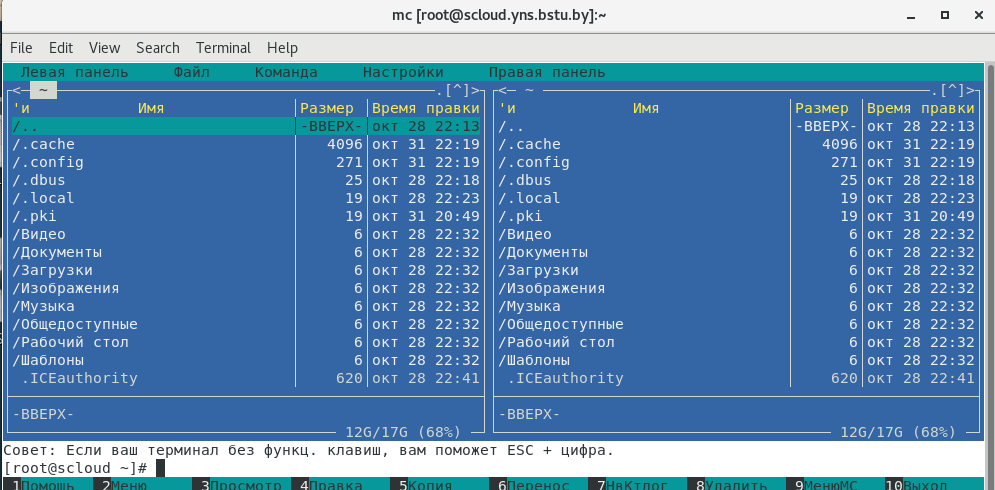 mc [root@scloud.yns.bstu.by]:~
File Edit View Search Terminal Help
Левая панель Файл Команда Настройки Правая панель
<─ ~ ─.[^]>─ <─ ~ ─.[^]>
'и Имя Размер Время правки 'и Имя Размер Время правки
/.. -ВВЕРХ- окт 28 22:13 /.. -ВВЕРХ- окт 28 22:13
/.cache 4096 окт 31 22:19 /.cache 4096 окт 31 22:19
/.config 271 окт 31 22:19 /.config 271 окт 31 22:19
/.dbus 25 окт 28 22:18 /.dbus 25 окт 28 22:18
/.local 19 окт 28 22:23 /.local 19 окт 28 22:23
/.pki 19 окт 31 20:49 /.pki 19 окт 31 20:49
/Видео 6 окт 28 22:32 /Видео 6 окт 28 22:32
/Документы 6 окт 28 22:32 /Документы 6 окт 28 22:32
/Загрузки 6 окт 28 22:32 /Загрузки 6 окт 28 22:32
/Изображения 6 окт 28 22:32 /Изображения 6 окт 28 22:32
/Музыка 6 окт 28 22:32 /Музыка 6 окт 28 22:32
/Общедоступные 6 окт 28 22:32 /Общедоступные 6 окт 28 22:32
/Рабочий стол 6 окт 28 22:32 /Рабочий стол 6 окт 28 22:32
/Шаблоны 6 окт 28 22:32 /Шаблоны 6 окт 28 22:32
.ICEauthority 620 окт 28 22:41 .ICEauthority 620 окт 28 22:41
-ВВЕРХ- -ВВЕРХ-
12G/17G (68%) 12G/17G (68%)
Совет: Если ваш терминал без функц. клавиш, вам поможет ESC + цифра.
[root@scloud ~]#
1Помощь 2Меню 3Просмотр 4Правка 5Копия 6Перенос 7НвКтлог 8Удалить 9МенюМС 10Выход